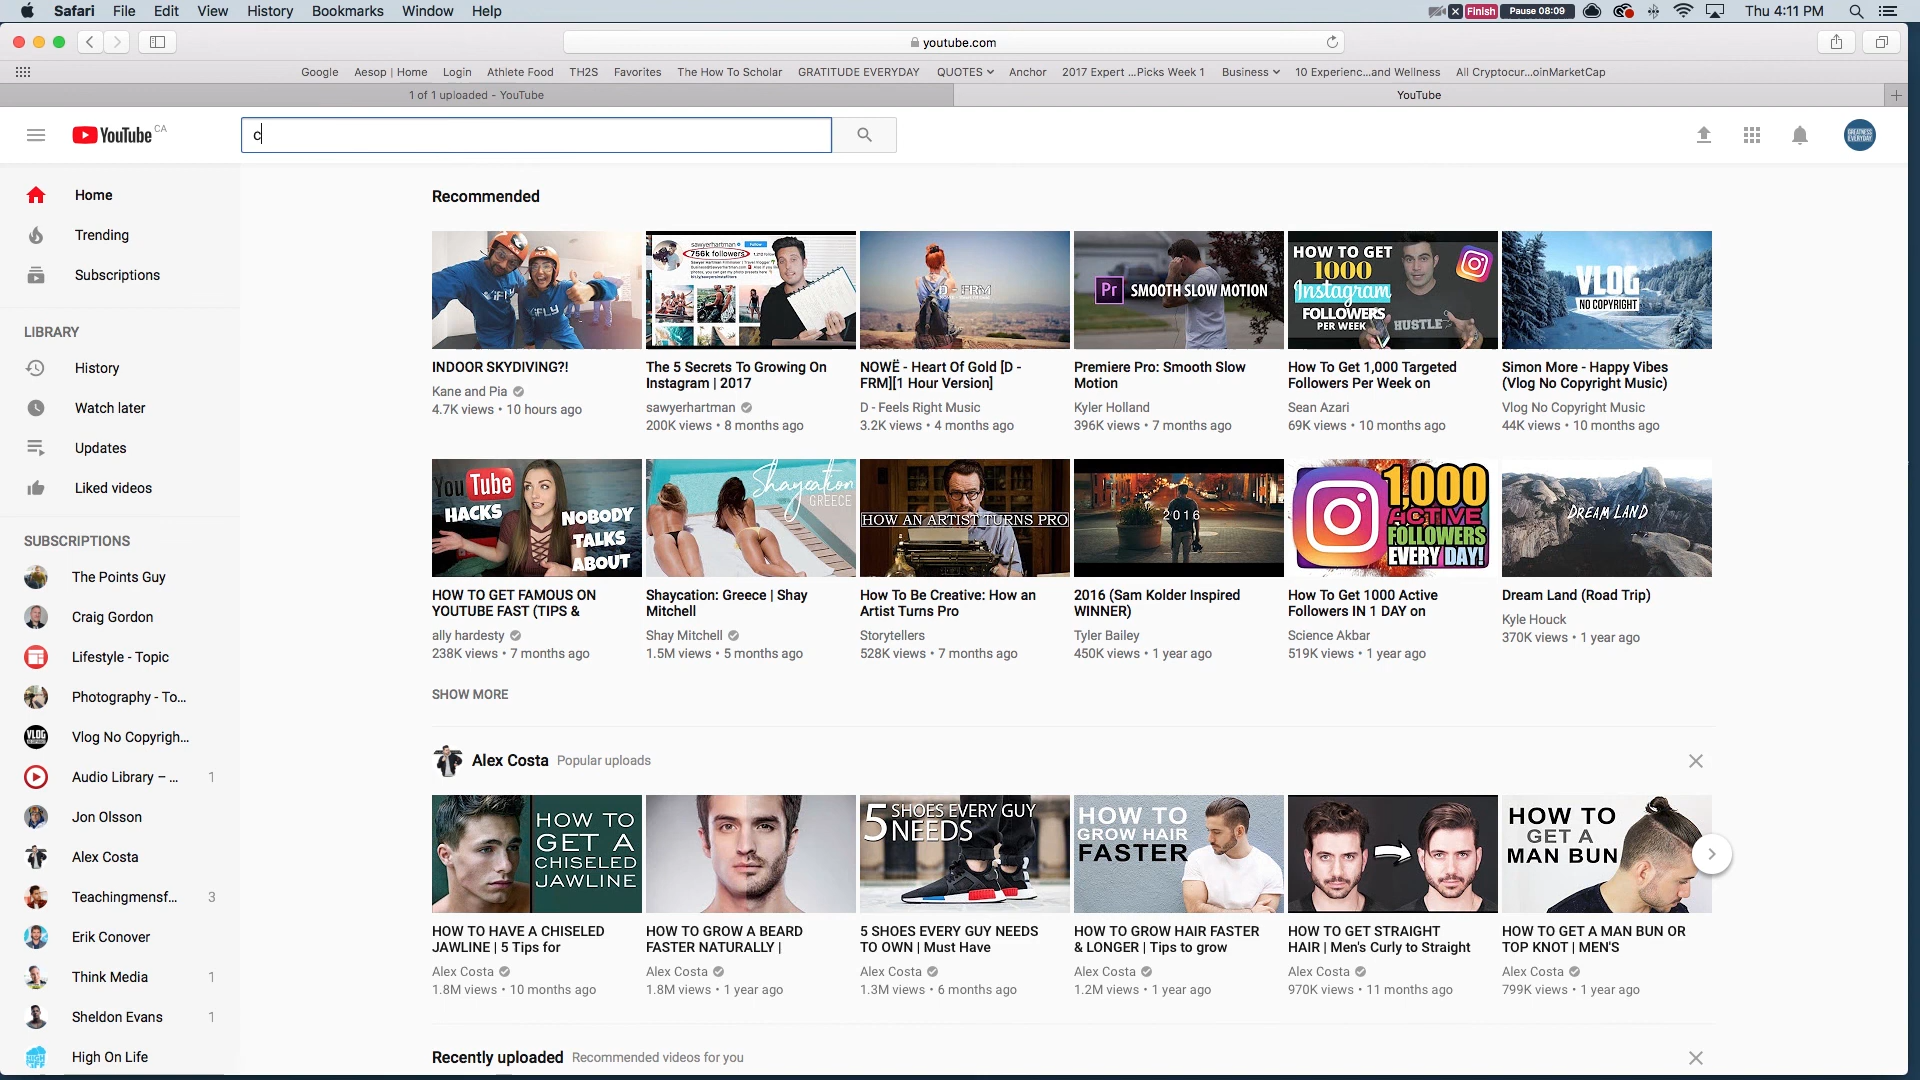 Safari File Edit View History Bookmarks Window Help Finish Pause 08:09 Thu 4:11 PM
youtube.com
Google Aesop | Home Login Athlete Food TH2S Favorites The How To Scholar GRATITUDE EVERYDAY QUOTES Anchor 2017 Expert ...Picks Week 1 Business 10 Experienc...and Wellness All Cryptocur...oinMarketCap
1 of 1 uploaded - YouTube YouTube
YouTube CA c
Home
Trending
Subscriptions
LIBRARY
History
Watch later
Updates
Liked videos
SUBSCRIPTIONS
The Points Guy
Craig Gordon
Lifestyle - Topic
Photography - To...
Vlog No Copyrigh...
Audio Library – ... 1
Jon Olsson
Alex Costa
Teachingmensf... 3
Erik Conover
Think Media 1
Sheldon Evans 1
High On Life
Recommended
iFLY
sawyerhartman
756k followers
D - FRM
Pr SMOOTH SLOW MOTION
HOW TO GET
1000
Instagram
FOLLOWERS
PER WEEK
HUSTLE
VLOG
NO COPYRIGHT
INDOOR SKYDIVING?!
Kane and Pia
4.7K views • 10 hours ago
The 5 Secrets To Growing On
Instagram | 2017
sawyerhartman
200K views • 8 months ago
NOWË - Heart Of Gold [D -
FRM][1 Hour Version]
D - Feels Right Music
3.2K views • 4 months ago
Premiere Pro: Smooth Slow
Motion
Kyler Holland
396K views • 7 months ago
How To Get 1,000 Targeted
Followers Per Week on
Sean Azari
69K views • 10 months ago
Simon More - Happy Vibes
(Vlog No Copyright Music)
Vlog No Copyright Music
44K views • 10 months ago
YouTube
HACKS
NOBODY
TALKS
ABOUT
Shaycation
GREECE
HOW AN ARTIST TURNS PRO
2016
1,000
ACTIVE
FOLLOWERS
EVERY DAY!
DREAM LAND
HOW TO GET FAMOUS ON
YOUTUBE FAST (TIPS &
ally hardesty
238K views • 7 months ago
Shaycation: Greece | Shay
Mitchell
Shay Mitchell
1.5M views • 5 months ago
How To Be Creative: How an
Artist Turns Pro
Storytellers
528K views • 7 months ago
2016 (Sam Kolder Inspired
WINNER)
Tyler Bailey
450K views • 1 year ago
How To Get 1000 Active
Followers IN 1 DAY on
Science Akbar
519K views • 1 year ago
Dream Land (Road Trip)
Kyle Houck
370K views • 1 year ago
SHOW MORE
Alex Costa Popular uploads
HOW TO
GET A
CHISELED
JAWLINE
5 SHOES EVERY GUY
NEEDS
HOW TO
GROW HAIR
FASTER
HOW TO
GET A
MAN BUN
HOW TO HAVE A CHISELED
JAWLINE | 5 Tips for
Alex Costa
1.8M views • 10 months ago
HOW TO GROW A BEARD
FASTER NATURALLY |
Alex Costa
1.8M views • 1 year ago
5 SHOES EVERY GUY NEEDS
TO OWN | Must Have
Alex Costa
1.3M views • 6 months ago
HOW TO GROW HAIR FASTER
& LONGER | Tips to grow
Alex Costa
1.2M views • 1 year ago
HOW TO GET STRAIGHT
HAIR | Men's Curly to Straight
Alex Costa
970K views • 11 months ago
HOW TO GET A MAN BUN OR
TOP KNOT | MEN'S
Alex Costa
799K views • 1 year ago
Recently uploaded Recommended videos for you